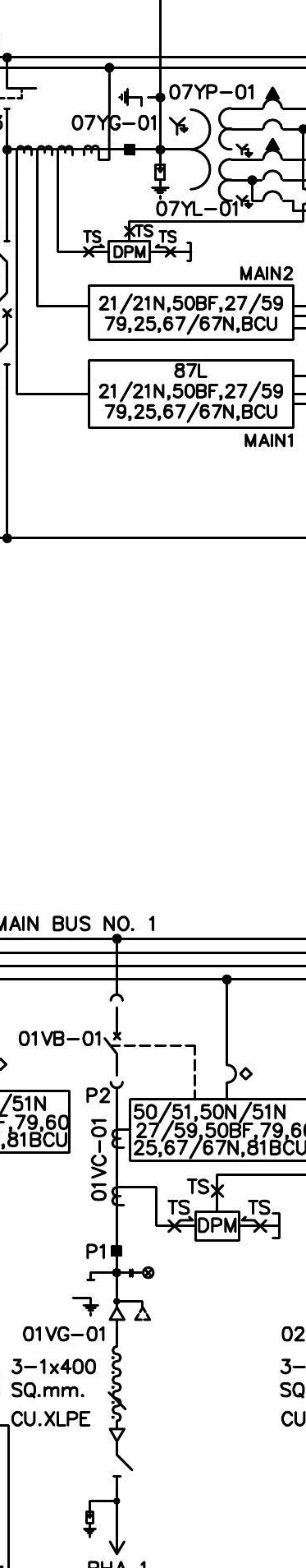 07YP-01
07YG-01
07YL-01
TS
TS
TS
DPM
MAIN2
21/21N,50BF,27/59
79,25,67/67N,BCU
87L
21/21N,50BF,27/59
79,25,67/67N,BCU
MAIN1
MAIN BUS NO. 1
01VB-01
P2
/51N
,79,60
,81BCU
50/51,50N/51N
27/59,50BF,79,60
25,67/67N,81BCU
01VC-01
TS
TS
TS
DPM
P1
01VG-01
3-1x400
SQ.mm.
CU.XLPE
02
3-
SQ
CU